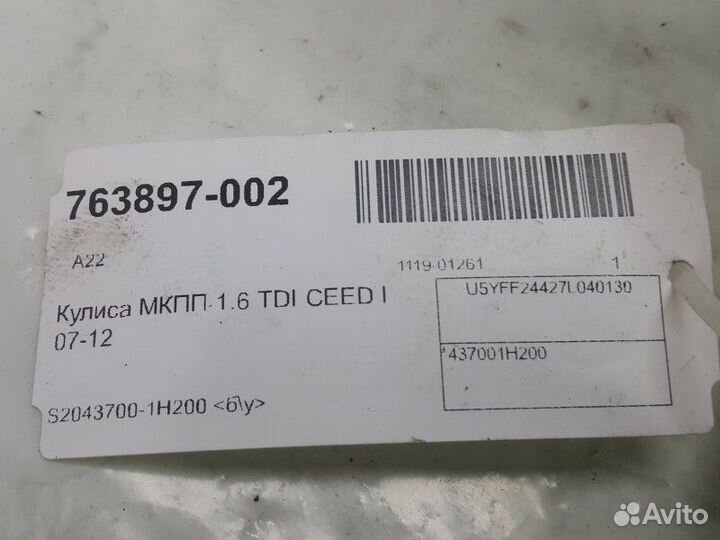 763897-002
A22
1119-01261 1
Кулиса МКПП 1.6 TDI CEED I
07-12
U5YFF24427L040130
*437001H200
S2043700-1H200 <б\у>
Avito